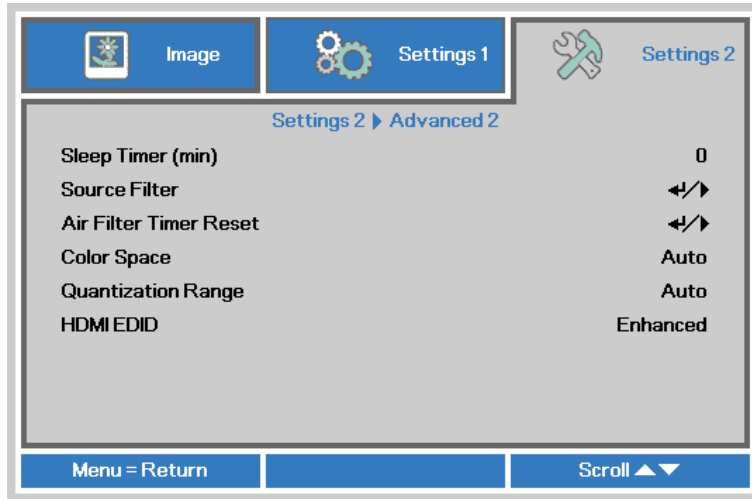 Image
Settings 1
Settings 2
Settings 2 ▶ Advanced 2
Sleep Timer (min) 0
Source Filter ↵/▶
Air Filter Timer Reset ↵/▶
Color Space Auto
Quantization Range Auto
HDMI EDID Enhanced
Menu = Return Scroll ▲▼